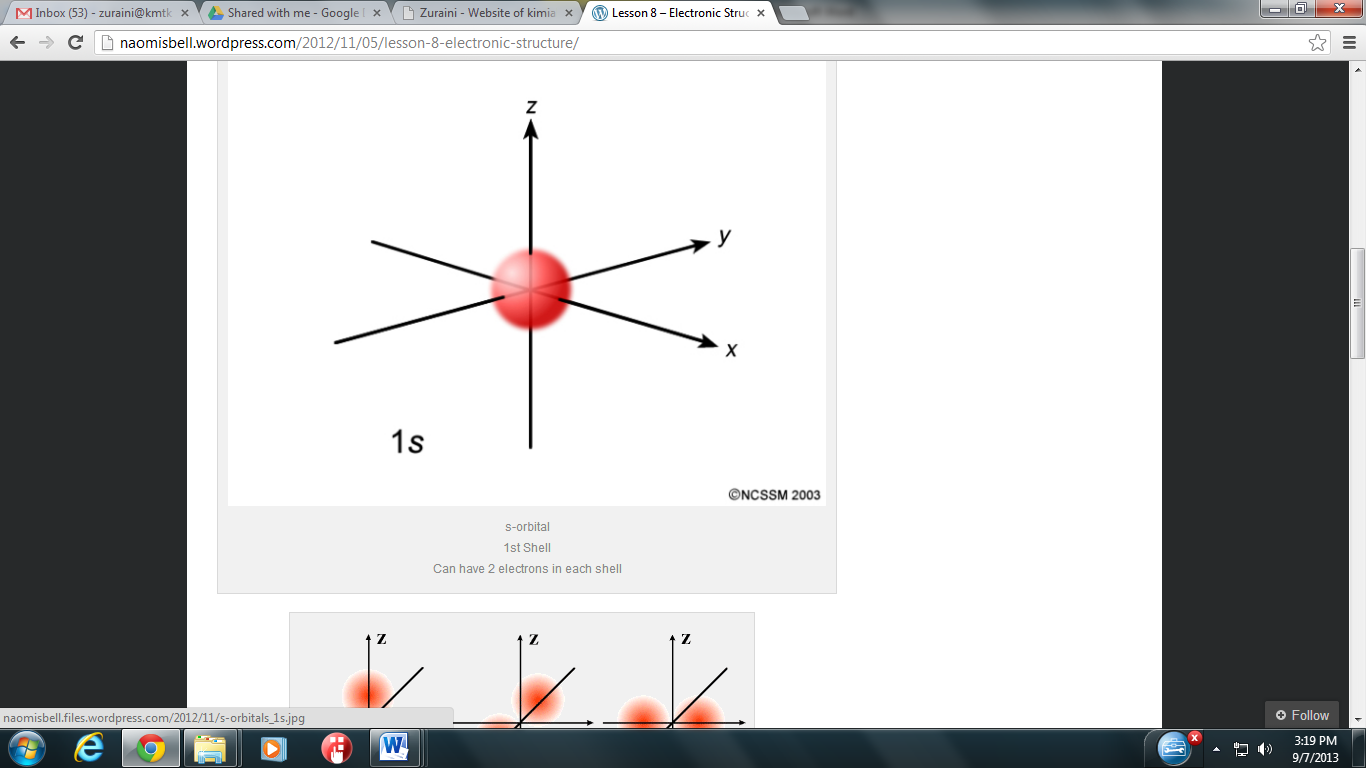 Inbox (53) - zuraini@kmtk
Shared with me - Google
Zuraini - Website of kimia
Lesson 8 – Electronic Struc
naomisbell.wordpress.com/2012/11/05/lesson-8-electronic-structure/
z
y
x
1s
©NCSSM 2003
s-orbital
1st Shell
Can have 2 electrons in each shell
z z z
naomisbell.files.wordpress.com/2012/11/s-orbitals_1s.jpg
Follow
3:19 PM
9/7/2013